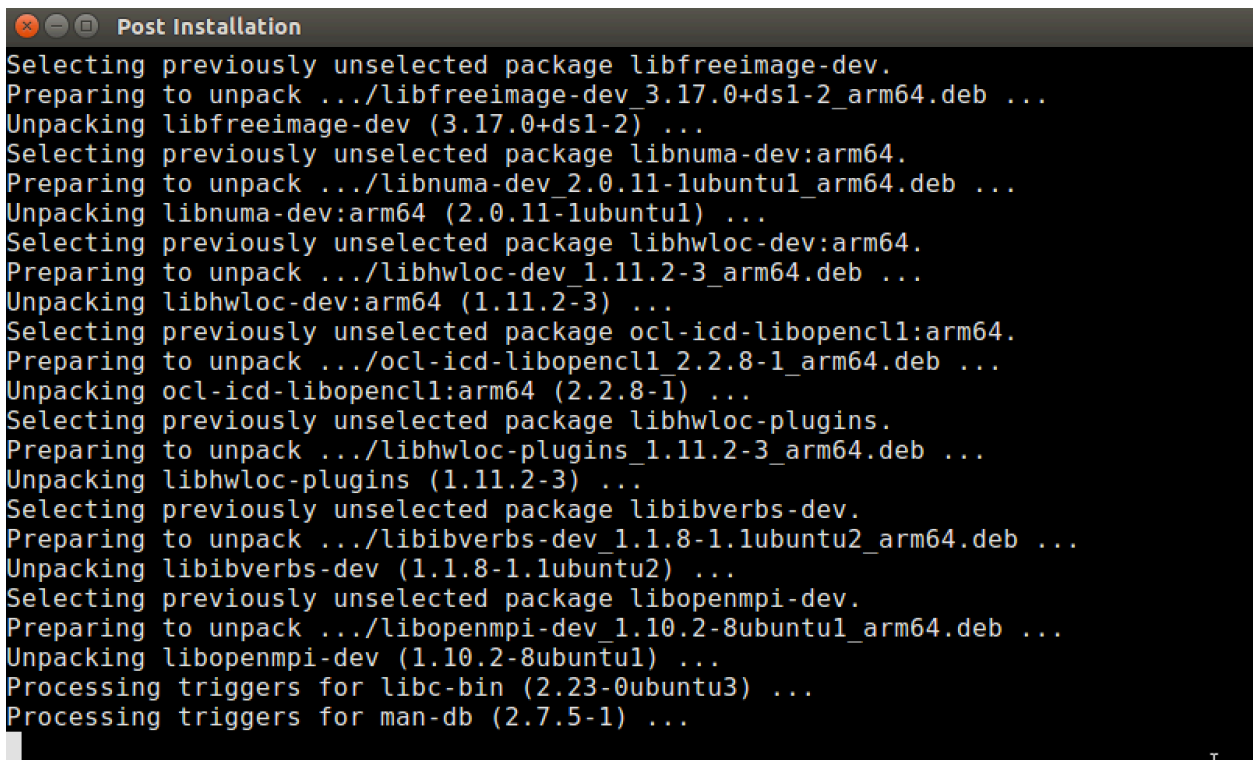 Post Installation
Selecting previously unselected package libfreeimage-dev.
Preparing to unpack .../libfreeimage-dev_3.17.0+ds1-2_arm64.deb ...
Unpacking libfreeimage-dev (3.17.0+ds1-2) ...
Selecting previously unselected package libnuma-dev:arm64.
Preparing to unpack .../libnuma-dev_2.0.11-1ubuntu1_arm64.deb ...
Unpacking libnuma-dev:arm64 (2.0.11-1ubuntu1) ...
Selecting previously unselected package libhwloc-dev:arm64.
Preparing to unpack .../libhwloc-dev_1.11.2-3_arm64.deb ...
Unpacking libhwloc-dev:arm64 (1.11.2-3) ...
Selecting previously unselected package ocl-icd-libopencl1:arm64.
Preparing to unpack .../ocl-icd-libopencl1_2.2.8-1_arm64.deb ...
Unpacking ocl-icd-libopencl1:arm64 (2.2.8-1) ...
Selecting previously unselected package libhwloc-plugins.
Preparing to unpack .../libhwloc-plugins_1.11.2-3_arm64.deb ...
Unpacking libhwloc-plugins (1.11.2-3) ...
Selecting previously unselected package libibverbs-dev.
Preparing to unpack .../libibverbs-dev_1.1.8-1.1ubuntu2_arm64.deb ...
Unpacking libibverbs-dev (1.1.8-1.1ubuntu2) ...
Selecting previously unselected package libopenmpi-dev.
Preparing to unpack .../libopenmpi-dev_1.10.2-8ubuntu1_arm64.deb ...
Unpacking libopenmpi-dev (1.10.2-8ubuntu1) ...
Processing triggers for libc-bin (2.23-0ubuntu3) ...
Processing triggers for man-db (2.7.5-1) ...